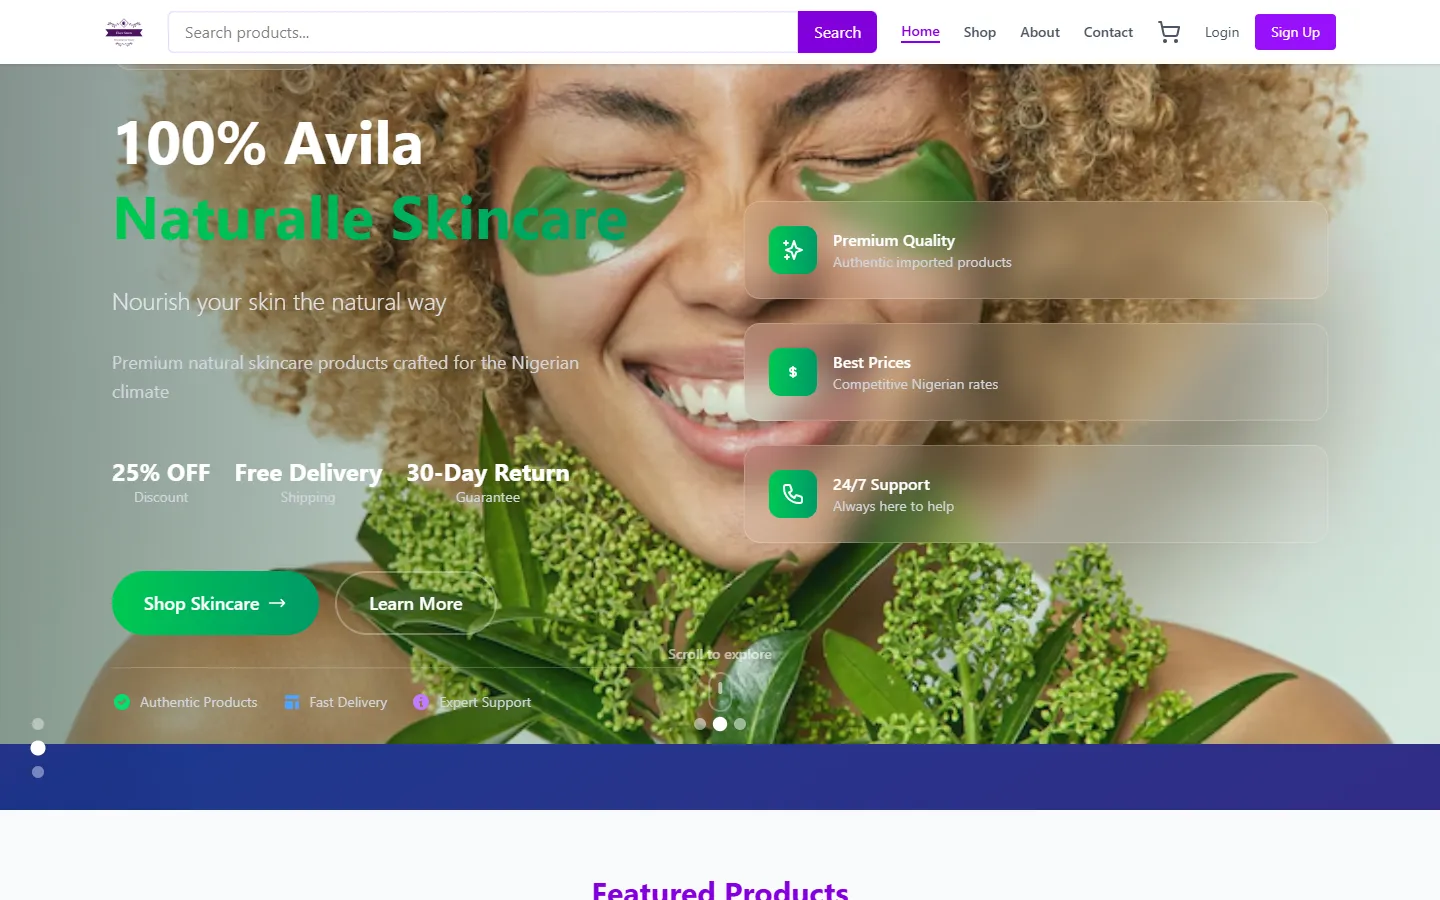 Search products...
Search
Home
Shop
About
Contact
Login
Sign Up
100% Avila
Naturalle Skincare
Nourish your skin the natural way
Premium natural skincare products crafted for the Nigerian
climate
25% OFF
Discount
Free Delivery
Shipping
30-Day Return
Guarantee
Shop Skincare →
Learn More
Authentic Products
Fast Delivery
Expert Support
Premium Quality
Authentic imported products
$
Best Prices
Competitive Nigerian rates
24/7 Support
Always here to help
Scroll to explore
Featured Products